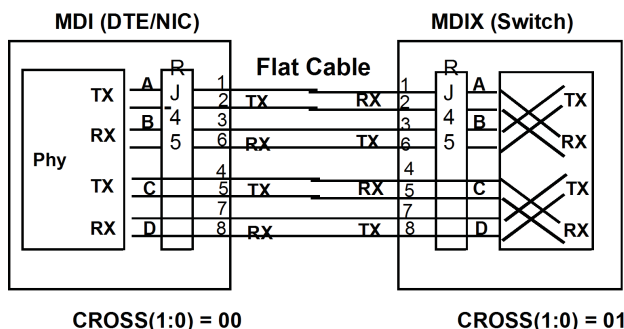 MDI (DTE/NIC)
MDIX (Switch)
Flat Cable
R
J
-
4
5
TX
RX
Phy
TX
RX
A
B
C
D
1
2
3
6
4
5
7
8
TX
RX
TX
RX
RX
TX
RX
TX
1
2
3
6
4
5
7
8
R
J
4
5
A
B
C
D
TX
RX
TX
RX
CROSS(1:0) = 00
CROSS(1:0) = 01